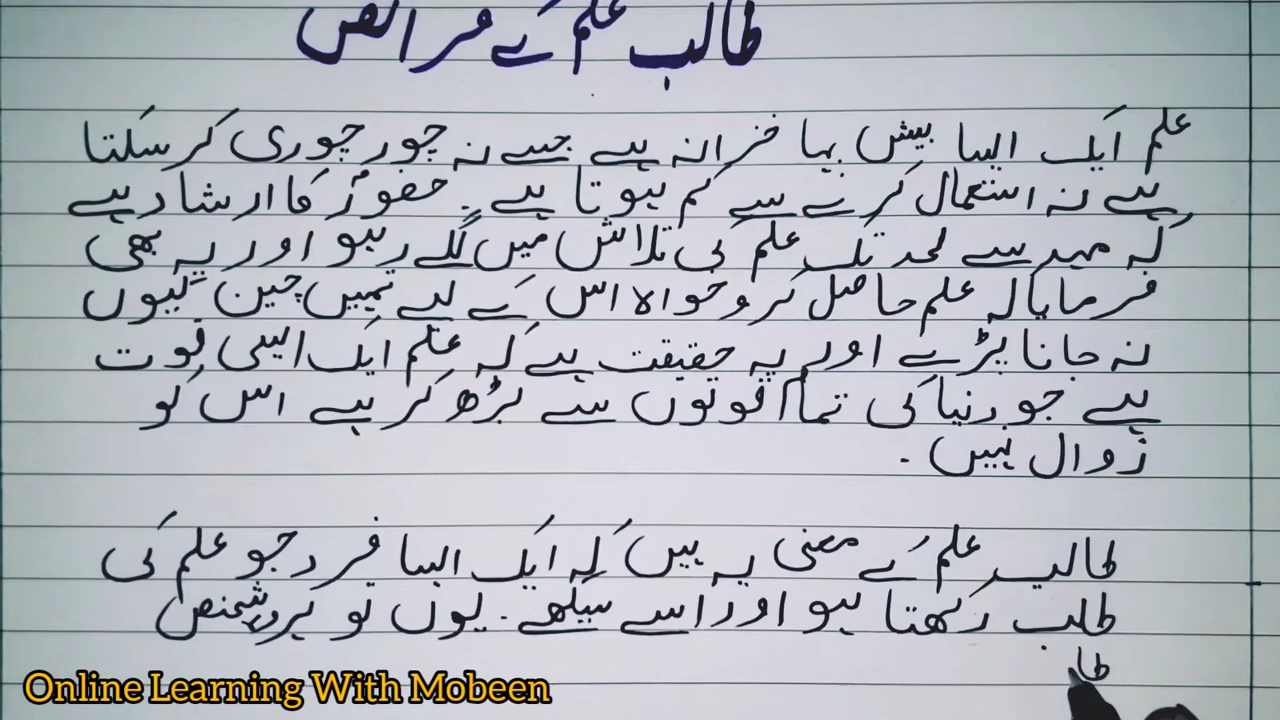 طالب علم کے فرائض
علم ایک ایسا بیش بہا خزانہ ہے جسے نہ چور چوری کر سکتا
ہے نہ استعمال کرنے سے کم ہوتا ہے۔ حضورؐ کا ارشاد ہے
کہ مہد سے لحد تک علم کی تلاش میں لگے رہو اور یہ بھی
فرمایا کہ علم حاصل کرو خواہ اس کے لیے تمہیں چین کیوں
نہ جانا پڑے اور یہ حقیقت ہے کہ علم ایک ایسی قوت
ہے جو دنیا کی تمام قوتوں سے بڑھ کر ہے اس کو
زوال نہیں۔
طالب علم کے معنی یہ ہیں کہ ایک ایسا فرد جو علم کی
طلب رکھتا ہو اور اسے سیکھے۔ یوں تو ہر شخص
طا
Online Learning With Mobeen